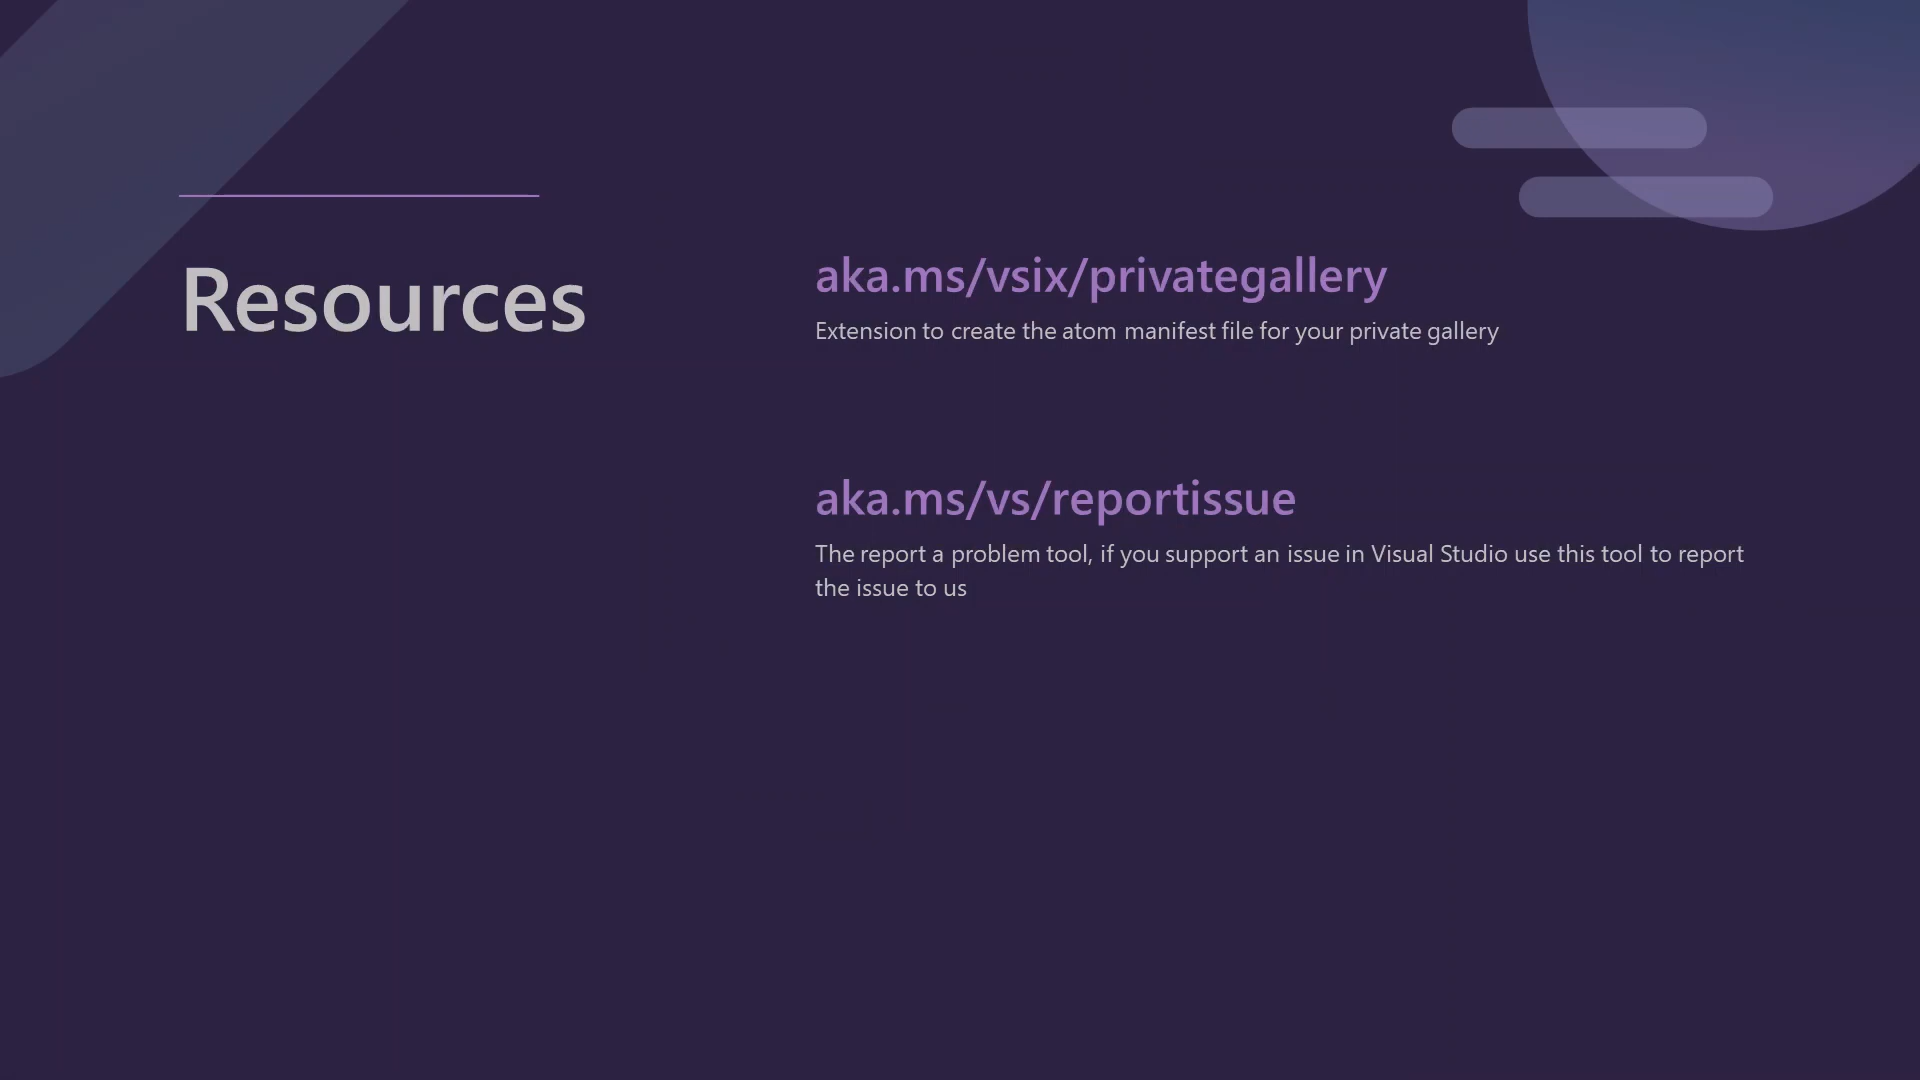 Resources
aka.ms/vsix/privategallery
Extension to create the atom manifest file for your private gallery
aka.ms/vs/reportissue
The report a problem tool, if you support an issue in Visual Studio use this tool to report
the issue to us